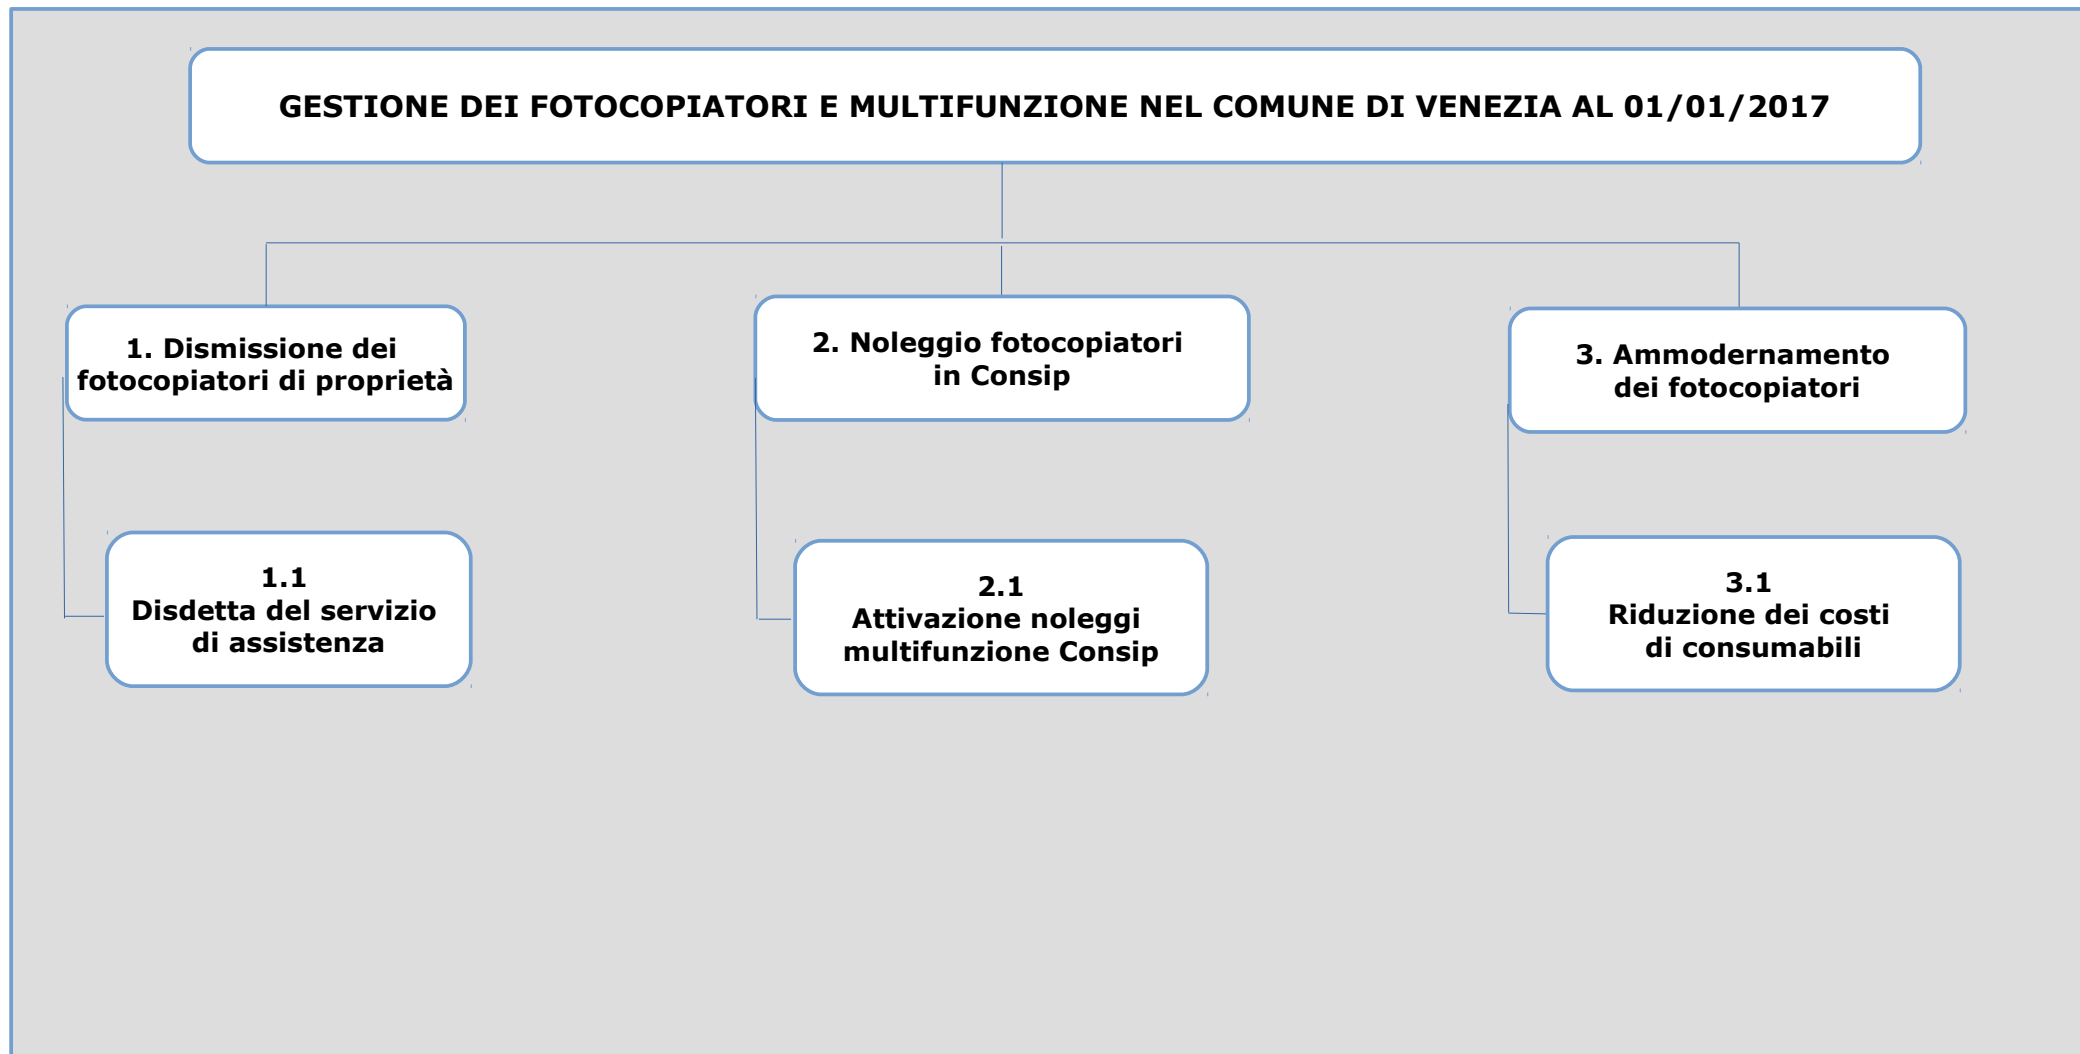 GESTIONE DEI FOTOCOPIATORI E MULTIFUNZIONE NEL COMUNE DI VENEZIA AL 01/01/2017
1. Dismissione dei
fotocopiatori di proprietà
2. Noleggio fotocopiatori
in Consip
3. Ammodernamento
dei fotocopiatori
1.1
Disdetta del servizio
di assistenza
2.1
Attivazione noleggi
multifunzione Consip
3.1
Riduzione dei costi
di consumabili